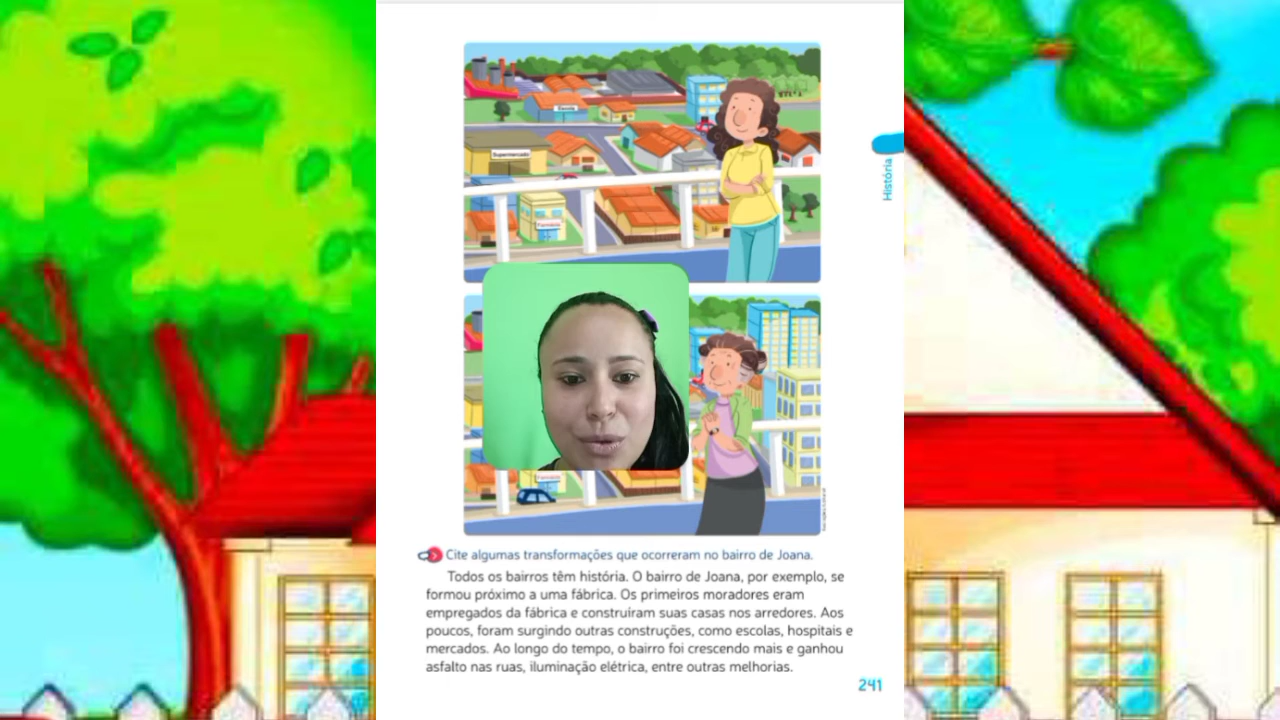 Escola
Supermercado
Farmácia
História
Farmácia
Cite algumas transformações que ocorreram no bairro de Joana.
Todos os bairros têm história. O bairro de Joana, por exemplo, se
formou próximo a uma fábrica. Os primeiros moradores eram
empregados da fábrica e construíram suas casas nos arredores. Aos
poucos, foram surgindo outras construções, como escolas, hospitais e
mercados. Ao longo do tempo, o bairro foi crescendo mais e ganhou
asfalto nas ruas, iluminação elétrica, entre outras melhorias.
241